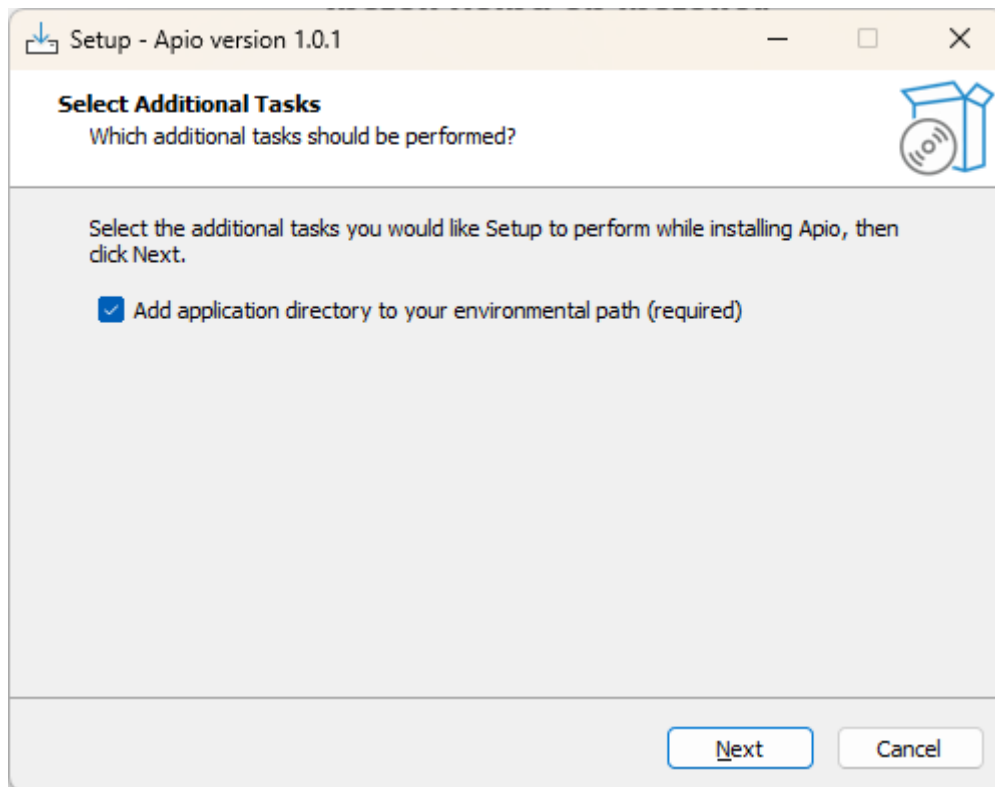 Setup - Apio version 1.0.1
Select Additional Tasks
Which additional tasks should be performed?
Select the additional tasks you would like Setup to perform while installing Apio, then
click Next.
Add application directory to your environmental path (required)
Next
Cancel